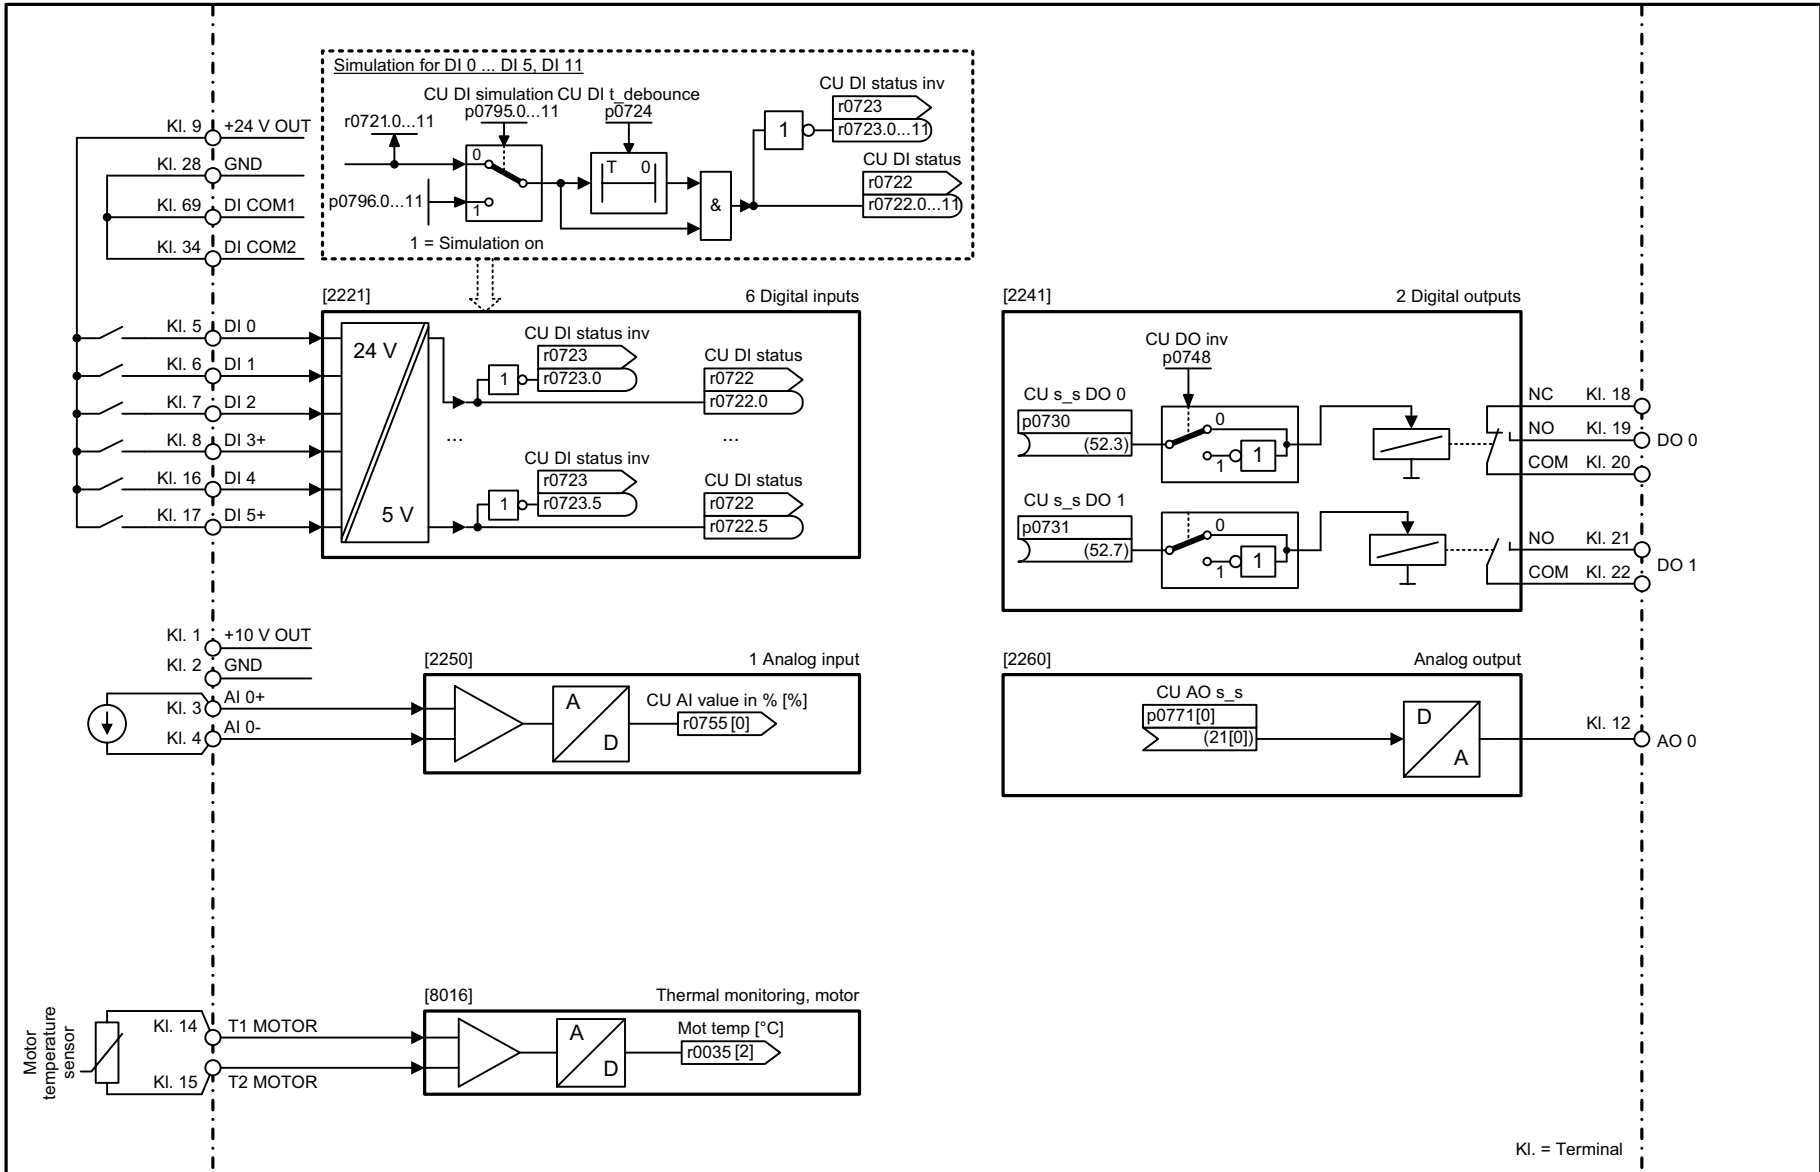 Simulation for DI 0 ... DI 5, DI 11
CU DI simulation
p0795.0...11
CU DI t_debounce
p0724
r0721.0...11
p0796.0...11
0
1
T 0
&
1
1 = Simulation on
CU DI status inv
r0723
r0723.0...11
CU DI status
r0722
r0722.0...11
Kl. 9 +24 V OUT
Kl. 28 GND
Kl. 69 DI COM1
Kl. 34 DI COM2
[2221] 6 Digital inputs
Kl. 5 DI 0
Kl. 6 DI 1
Kl. 7 DI 2
Kl. 8 DI 3+
Kl. 16 DI 4
Kl. 17 DI 5+
24 V
5 V
CU DI status inv
r0723
r0723.0
1
CU DI status
r0722
r0722.0
... ...
CU DI status inv
r0723
r0723.5
1
CU DI status
r0722
r0722.5
[2241] 2 Digital outputs
CU DO inv
p0748
CU s_s DO 0
p0730
(52.3)
0
1
1
NC Kl. 18
NO Kl. 19
COM Kl. 20
DO 0
CU s_s DO 1
p0731
(52.7)
0
1
1
NO Kl. 21
COM Kl. 22
DO 1
Kl. 1 +10 V OUT
Kl. 2 GND
Kl. 3 AI 0+
Kl. 4 AI 0-
[2250] 1 Analog input
A
D
CU AI value in % [%]
r0755 [0]
[2260] Analog output
CU AO s_s
p0771[0]
(21[0])
D
A
Kl. 12
AO 0
Motor
temperature
sensor
Kl. 14 T1 MOTOR
Kl. 15 T2 MOTOR
[8016] Thermal monitoring, motor
A
D
Mot temp [°C]
r0035 [2]
Kl. = Terminal